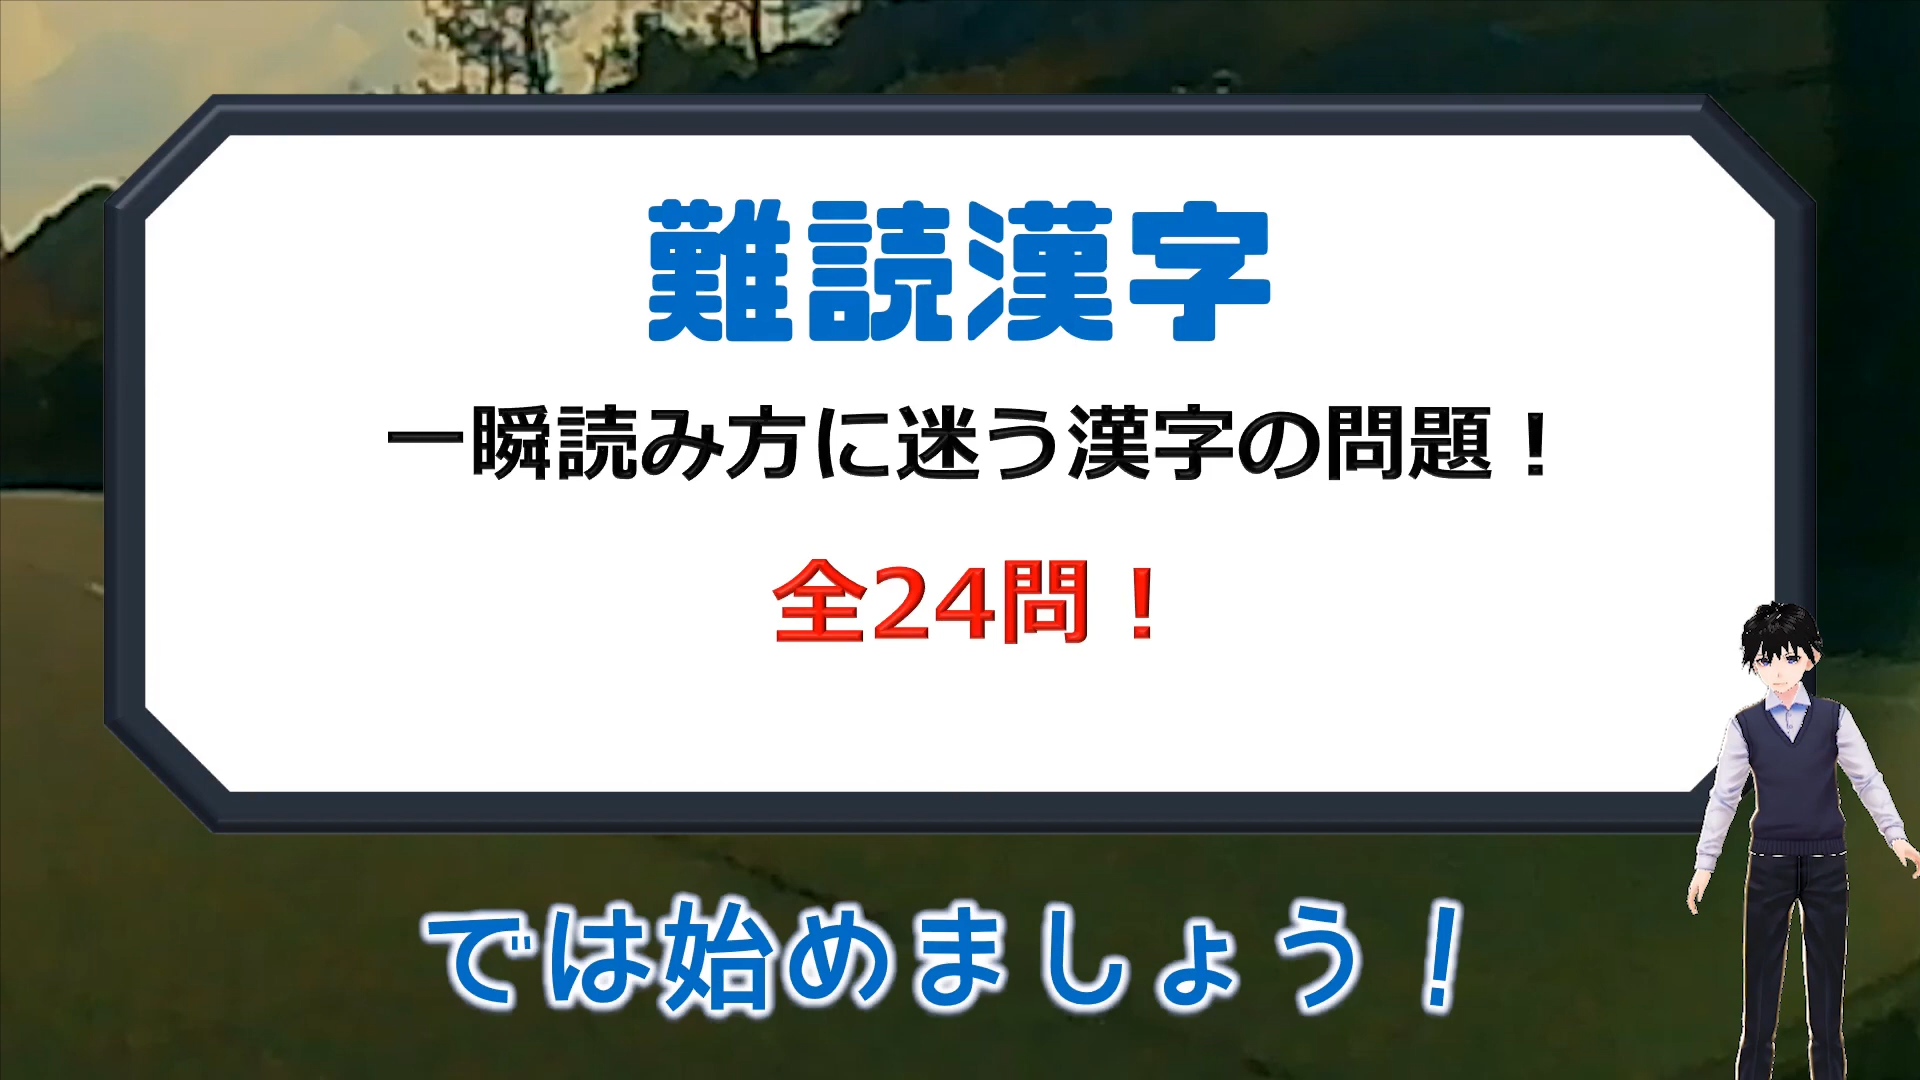 難読漢字
一瞬読み方に迷う漢字の問題！
全24問！
では始めましょう！